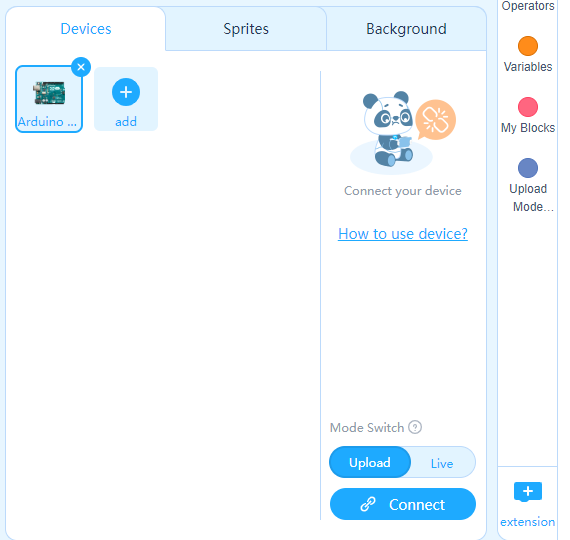 Devices
Sprites
Background
Arduino ...
add
Connect your device
How to use device?
Mode Switch ?
Upload
Live
Connect
Operators
Variables
My Blocks
Upload
Mode...
extension